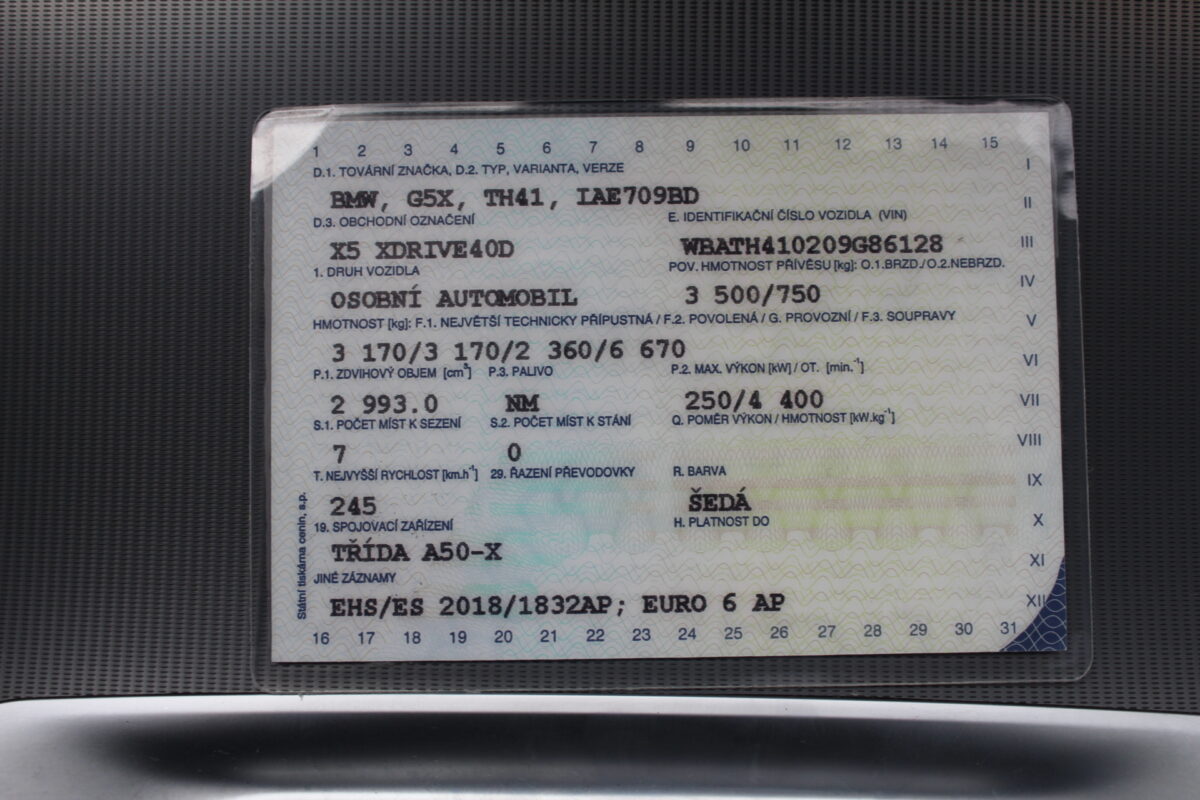 1 2 3 4 5 6 7 8 9 10 11 12 13 14 15
D.1. TOVÁRNÍ ZNAČKA, D.2. TYP, VARIANTA, VERZE
I
BMW, G5X, TH41, IAE709BD
II
D.3. OBCHODNÍ OZNAČENÍ
E. IDENTIFIKAČNÍ ČÍSLO VOZIDLA (VIN)
X5 XDRIVE40D
WBATH410209G86128
III
1. DRUH VOZIDLA
POV. HMOTNOST PŘÍVĚSU [kg]: O.1.BRZD./O.2.NEBRZD.
IV
OSOBNÍ AUTOMOBIL
3 500/750
HMOTNOST [kg]: F.1. NEJVĚTŠÍ TECHNICKY PŘÍPUSTNÁ / F.2. POVOLENÁ / G. PROVOZNÍ / F.3. SOUPRAVY
V
3 170/3 170/2 360/6 670
VI
P.1. ZDVIHOVÝ OBJEM [cm³]
P.3. PALIVO
P.2. MAX. VÝKON [kW] / OT. [min.⁻¹]
2 993.0
NM
250/4 400
VII
S.1. POČET MÍST K SEZENÍ
S.2. POČET MÍST K STÁNÍ
Q. POMĚR VÝKON / HMOTNOST [kW.kg⁻¹]
VIII
7
0
T. NEJVYŠŠÍ RYCHLOST [km.h⁻¹]
29. ŘAZENÍ PŘEVODOVKY
R. BARVA
IX
245
ŠEDÁ
19. SPOJOVACÍ ZAŘÍZENÍ
H. PLATNOST DO
X
TŘÍDA A50-X
XI
JINÉ ZÁZNAMY
EHS/ES 2018/1832AP; EURO 6 AP
XII
16 17 18 19 20 21 22 23 24 25 26 27 28 29 30 31
Státní tiskárna cenin, s.p.